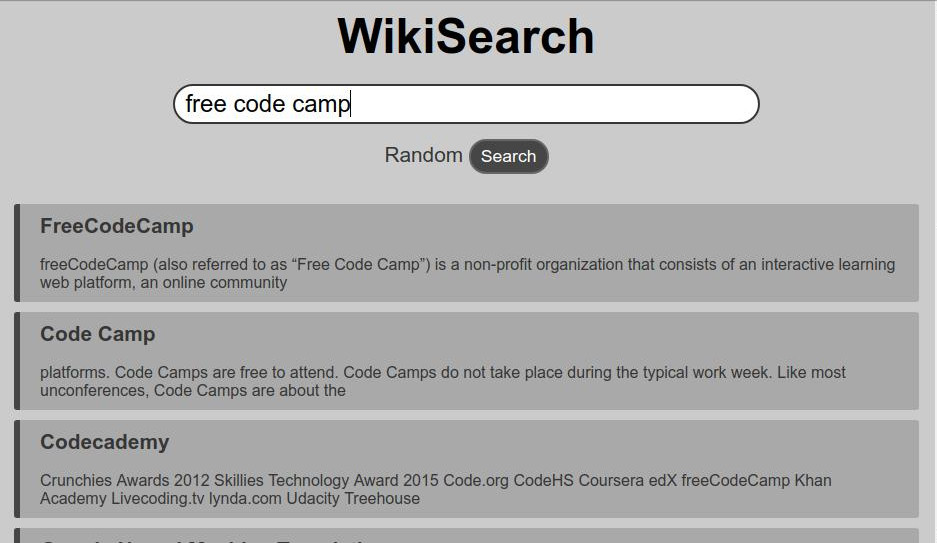 WikiSearch
free code camp
Random Search
FreeCodeCamp
freeCodeCamp (also referred to as “Free Code Camp”) is a non-profit organization that consists of an interactive learning
web platform, an online community
Code Camp
platforms. Code Camps are free to attend. Code Camps do not take place during the typical work week. Like most
unconferences, Code Camps are about the
Codecademy
Crunchies Awards 2012 Skillies Technology Award 2015 Code.org CodeHS Coursera edX freeCodeCamp Khan
Academy Livecoding.tv lynda.com Udacity Treehouse